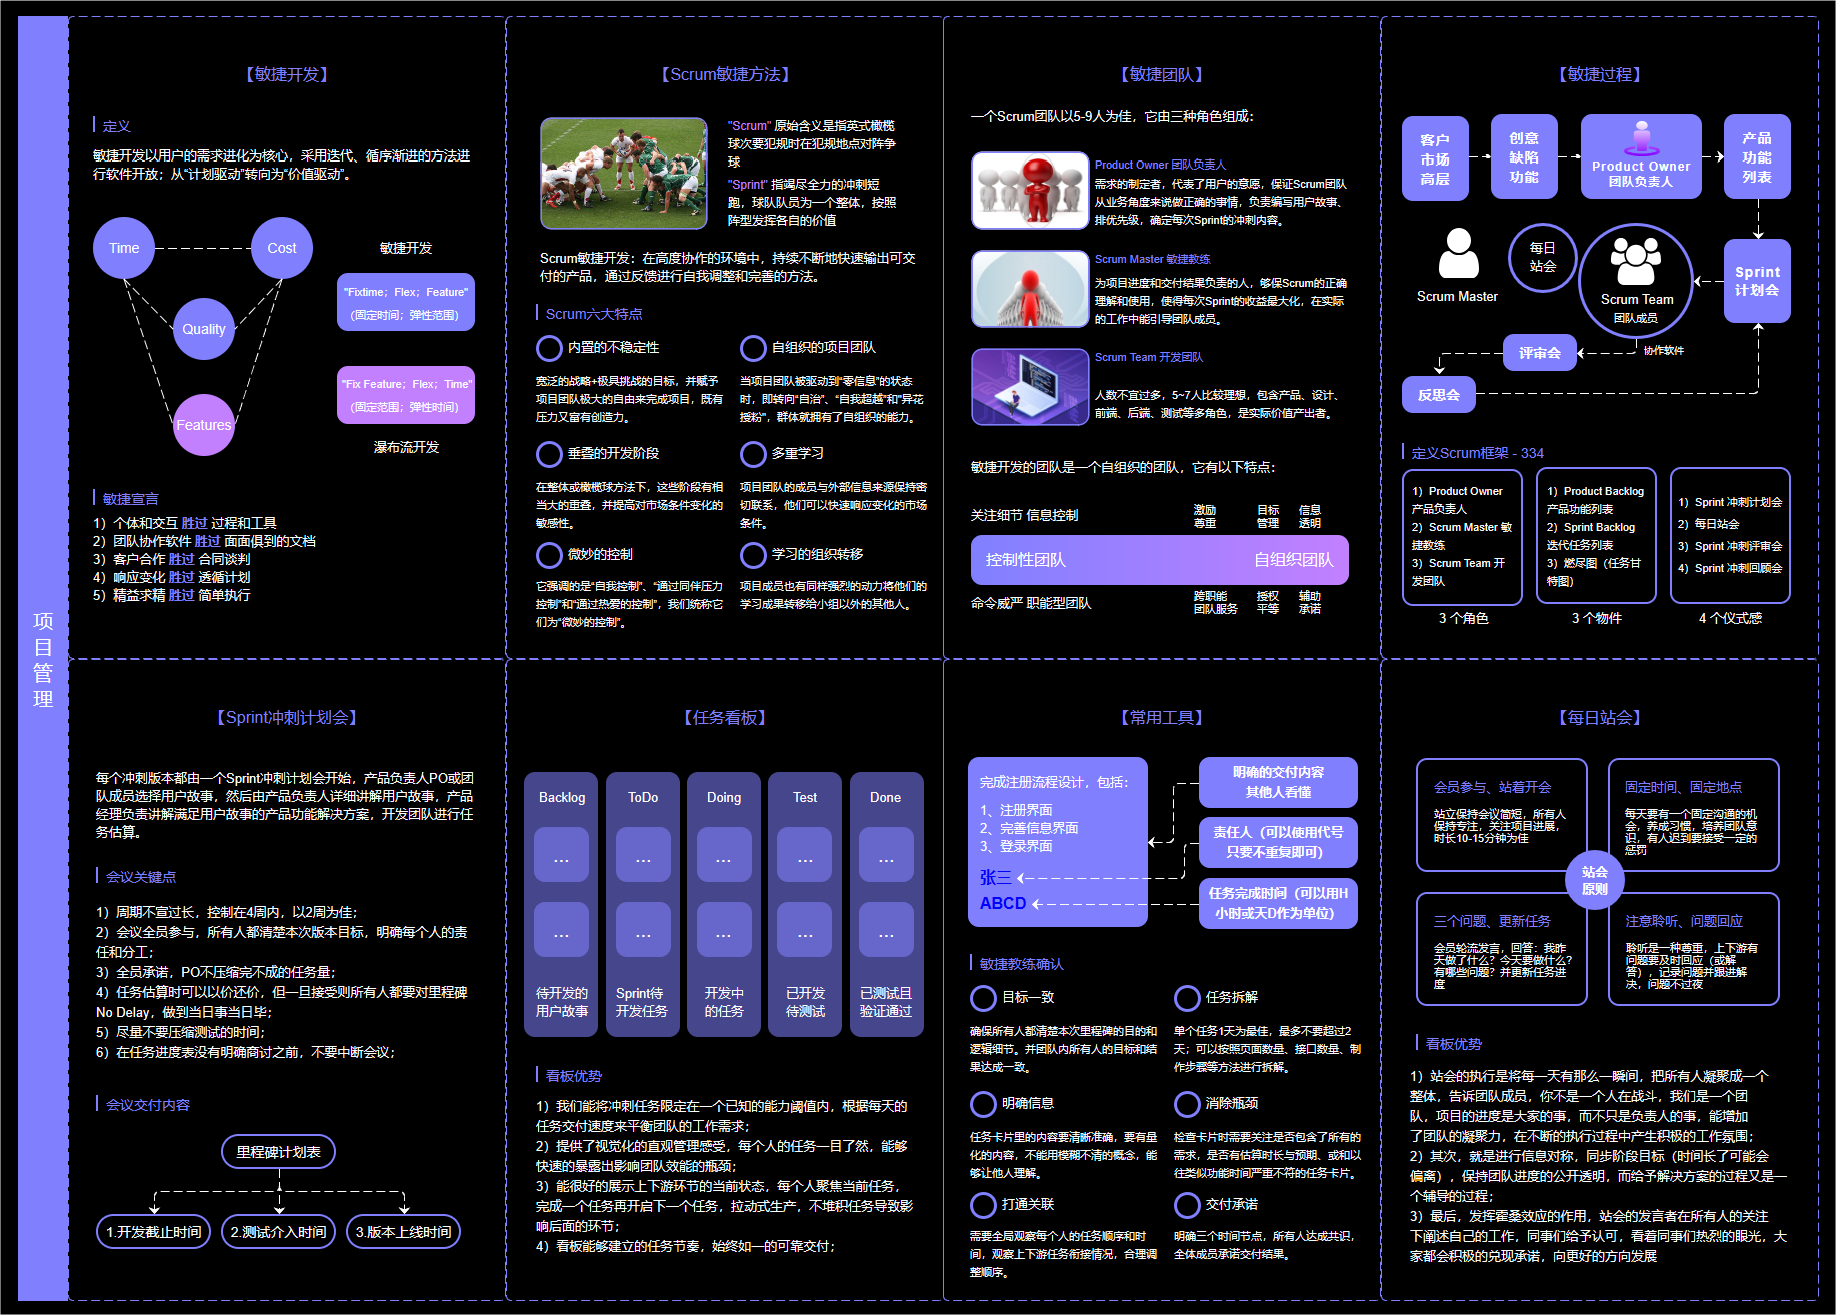 项目管理
【敏捷开发】
定义
敏捷开发以用户的需求进化为核心，采用迭代、循序渐进的方法进
行软件开放；从“计划驱动”转向为“价值驱动”。
Time
Cost
Quality
Features
敏捷开发
"Fixtime；Flex；Feature"
(固定时间；弹性范围)
"Fix Feature；Flex；Time"
(固定范围；弹性时间)
瀑布流开发
敏捷宣言
1）个体和交互 胜过 过程和工具
2）团队协作软件 胜过 面面俱到的文档
3）客户合作 胜过 合同谈判
4）响应变化 胜过 遵循计划
5）精益求精 胜过 简单执行
【Scrum敏捷方法】
"Scrum" 原始含义是指英式橄榄
球次要犯规时在犯规地点对阵争
球
"Sprint" 指竭尽全力的冲刺短
跑，球队队员为一个整体，按照
阵型发挥各自的价值
Scrum敏捷开发：在高度协作的环境中，持续不断地快速输出可交
付的产品，通过反馈进行自我调整和完善的方法。
Scrum六大特点
内置的不稳定性
宽泛的战略+极具挑战的目标，并赋予
项目团队极大的自由来完成项目，既有
压力又富有创造力。
自组织的项目团队
当项目团队被驱动到“零信息”的状态
时，即转向“自治”、“自我超越”和“异花
授粉”，群体就拥有了自组织的能力。
垂叠的开发阶段
在整体或橄榄球方法下，这些阶段有相
当大的重叠，并提高对市场条件变化的
敏感性。
多重学习
项目团队的成员与外部信息来源保持密
切联系，他们可以快速响应变化的市场
条件。
微妙的控制
它强调的是“自我控制”、“通过同伴压力
控制”和“通过热爱的控制”，我们统称它
们为“微妙的控制”。
学习的组织转移
项目成员也有同样强烈的动力将他们的
学习成果转移给小组以外的其他人。
【敏捷团队】
一个Scrum团队以5-9人为佳，它由三种角色组成：
Product Owner 团队负责人
需求的制定者，代表了用户的意愿，保证Scrum团队
从业务角度来说做正确的事情，负责编写用户故事、
排优先级，确定每次Sprint的冲刺内容。
Scrum Master 敏捷教练
为项目进度和交付结果负责的人，够保Scrum的正确
理解和使用，使得每次Sprint的收益最大化，在实际
的工作中能引导团队成员。
Scrum Team 开发团队
人数不宜过多，5~7人比较理想，包含产品、设计、
前端、后端、测试等多角色，是实际价值产出者。
敏捷开发的团队是一个自组织的团队，它有以下特点：
关注细节 信息控制
激励
尊重
目标
管理
信息
透明
控制性团队
自组织团队
命令威严 职能型团队
跨职能
团队服务
授权
平等
辅助
承诺
【敏捷过程】
客户
市场
高层
创意
缺陷
功能
Product Owner
团队负责人
产品
功能
列表
Scrum Master
每日
站会
Scrum Team
团队成员
Sprint
计划会
评审会
协作软件
反思会
定义Scrum框架 - 334
1）Product Owner
产品负责人
2）Scrum Master 敏
捷教练
3）Scrum Team 开
发团队
3 个角色
1）Product Backlog
产品功能列表
2）Sprint Backlog
迭代任务列表
3）燃尽图（任务甘
特图）
3 个物件
1）Sprint 冲刺计划会
2）每日站会
3）Sprint 冲刺评审会
4）Sprint 冲刺回顾会
4 个仪式感
【Sprint冲刺计划会】
每个冲刺版本都由一个Sprint冲刺计划会开始，产品负责人PO或团
队成员选择用户故事，然后由产品负责人详细讲解用户故事，产品
经理负责讲解满足用户故事的产品功能解决方案，开发团队进行任
务估算。
会议关键点
1）周期不宣过长，控制在4周内，以2周为佳；
2）会议全员参与，所有人都清楚本次版本目标，明确每个人的责
任和分工；
3）全员承诺，PO不压缩完不成的任务量；
4）任务估算时可以以价还价，但一旦接受则所有人都要对里程碑
No Delay，做到当日事当日毕；
5）尽量不要压缩测试的时间；
6）在任务进度表没有明确商讨之前，不要中断会议；
会议交付内容
里程碑计划表
1.开发截止时间
2.测试介入时间
3.版本上线时间
【任务看板】
Backlog
...
...
待开发的
用户故事
ToDo
...
...
Sprint待
开发任务
Doing
...
...
开发中
的任务
Test
...
...
已开发
待测试
Done
...
...
已测试且
验证通过
看板优势
1）我们能将冲刺任务限定在一个已知的能力阈值内，根据每天的
任务交付速度来平衡团队的工作需求；
2）提供了视觉化的直观管理感受，每个人的任务一目了然，能够
快速的暴露出影响团队效能的瓶颈；
3）能很好的展示上下游环节的当前状态，每个人聚焦当前任务，
完成一个任务再开启下一个任务，拉动式生产，不堆积任务导致影
响后面的环节；
4）看板能够建立的任务节奏，始终如一的可靠交付；
【常用工具】
完成注册流程设计，包括：
1、注册界面
2、完善信息界面
3、登录界面
张三
ABCD
明确的交付内容
其他人看懂
责任人（可以使用代号
只要不重复即可）
任务完成时间（可以用H
小时或天D作为单位）
敏捷教练确认
目标一致
确保所有人都清楚本次里程碑的目的和
逻辑细节。并团队内所有人的目标和结
果达成一致。
任务拆解
单个任务1天为最佳，最多不要超过2
天；可以按照页面数量、接口数量、制
作步骤等方法进行拆解。
明确信息
任务卡片里的内容要清晰准确，要有量
化的内容，不能用模糊不清的概念，能
够让他人理解。
消除瓶颈
检查卡片时需要关注是否包含了所有的
需求，是否有估算时长与预期、或和以
往类似功能时间严重不符的任务卡片。
打通关联
需要全局观察每个人的任务顺序和时
间，观察上下游任务衔接情况，合理调
整顺序。
交付承诺
明确三个时间节点，所有人达成共识，
全体成员承诺交付结果。
【每日站会】
会员参与、站着开会
站立保持会议简短，所有人
保持专注，关注项目进展，
时长10-15分钟为佳
固定时间、固定地点
每天要有一个固定沟通的机
会，养成习惯，培养团队意
识，有人迟到要接受一定的
惩罚
站会
原则
三个问题、更新任务
会员轮流发言，回答：我昨
天做了什么？今天要做什么？
有哪些问题？并更新任务进
度
注意聆听、问题回应
聆听是一种尊重，上下游有
问题要及时回应（或解
答），记录问题并跟进解
决，问题不过夜
看板优势
1）站会的执行是将每一天有那么一瞬间，把所有人凝聚成一个
整体，告诉团队成员，你不是一个人在战斗，我们是一个团
队，项目的进度是大家的事，而不只是负责人的事，能增加
了团队的凝聚力，在不断的执行过程中产生积极的工作氛围；
2）其次，就是进行信息对称，同步阶段目标（时间长了可能会
偏离），保持团队进度的公开透明，而给予解决方案的过程又是一
个辅导的过程；
3）最后，发挥霍桑效应的作用，站会的发言者在所有人的关注
下阐述自己的工作，同事们给予认可，看着同事们热烈的眼光，大
家都会积极的兑现承诺，向更好的方向发展